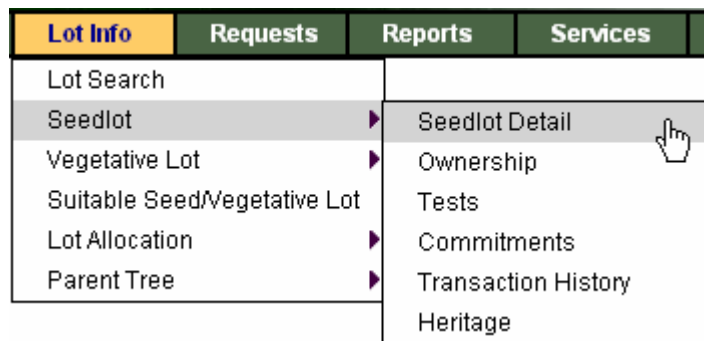 Lot Info Requests Reports Services
Lot Search
Seedlot
Vegetative Lot
Suitable Seed/Vegetative Lot
Lot Allocation
Parent Tree
Seedlot Detail
Ownership
Tests
Commitments
Transaction History
Heritage